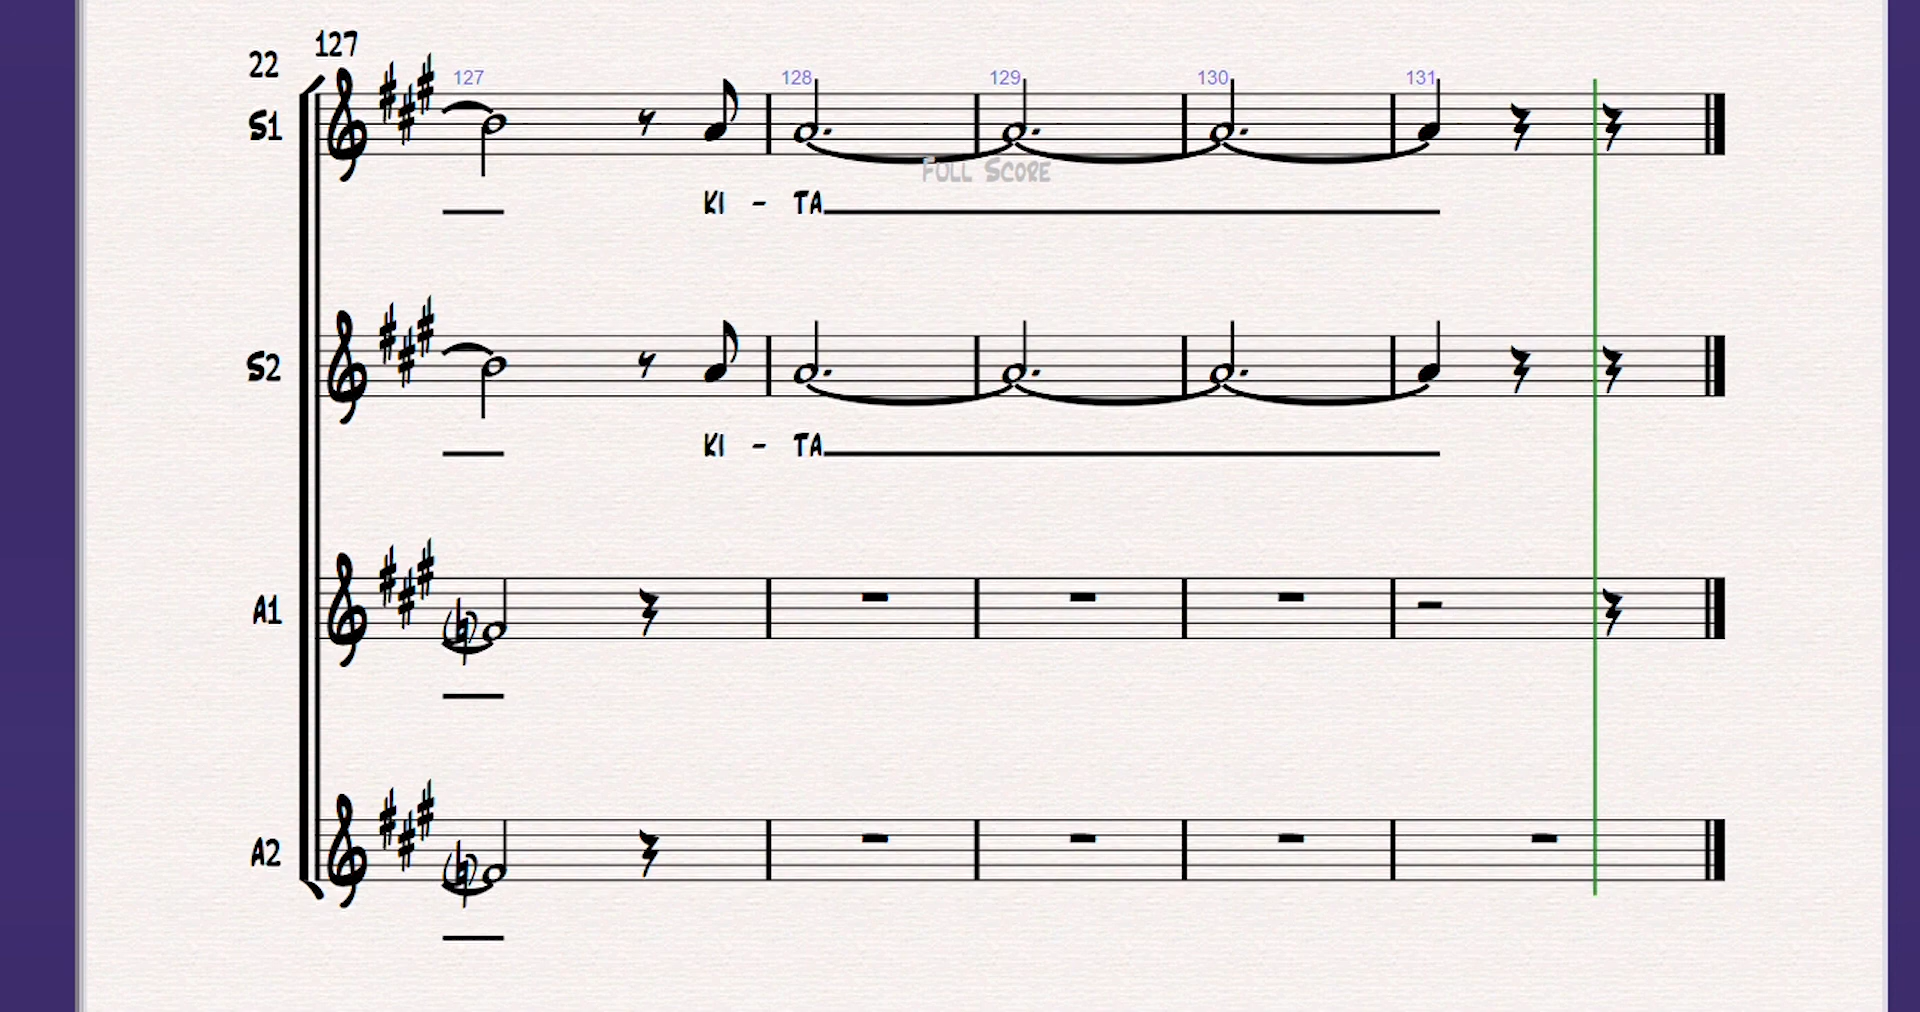 22 127
127 128 129 130 131
S1
Full Score
KI - TA
S2
KI - TA
A1
A2